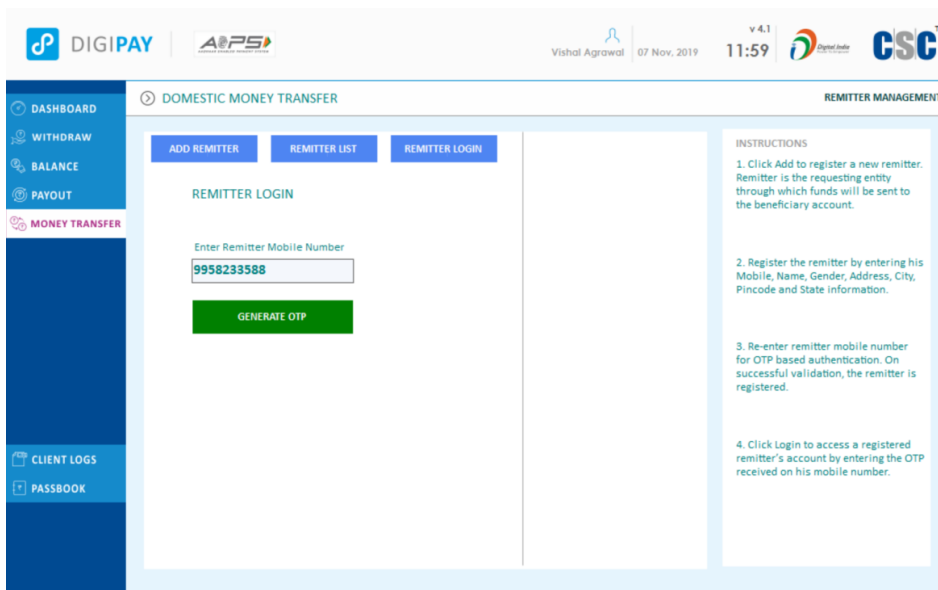 DIGIPAY
AePS
Vishal Agrawal
07 Nov, 2019
v 4.1
11:59
Digital India
CSC
DASHBOARD
WITHDRAW
BALANCE
PAYOUT
MONEY TRANSFER
CLIENT LOGS
PASSBOOK
DOMESTIC MONEY TRANSFER
REMITTER MANAGEMENT
ADD REMITTER
REMITTER LIST
REMITTER LOGIN
REMITTER LOGIN
Enter Remitter Mobile Number
9958233588
GENERATE OTP
INSTRUCTIONS
1. Click Add to register a new remitter.
Remitter is the requesting entity
through which funds will be sent to
the beneficiary account.
2. Register the remitter by entering his
Mobile, Name, Gender, Address, City,
Pincode and State information.
3. Re-enter remitter mobile number
for OTP based authentication. On
successful validation, the remitter is
registered.
4. Click Login to access a registered
remitter's account by entering the OTP
received on his mobile number.